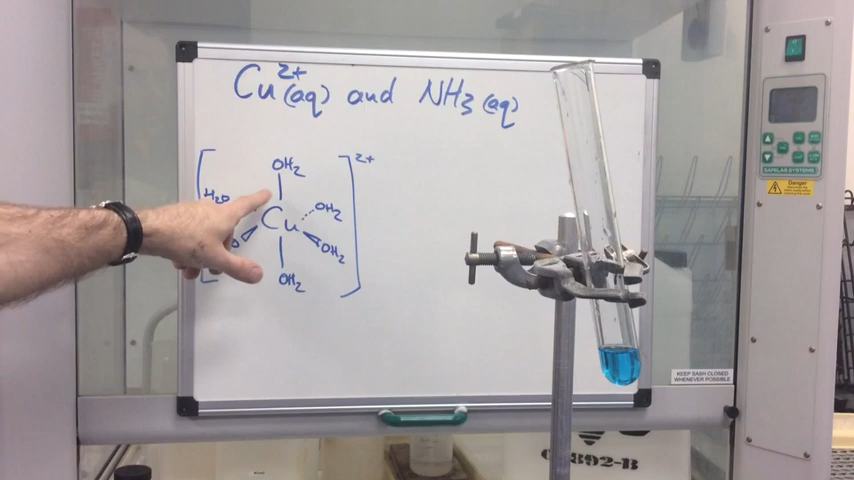 Cu²⁺(aq) and NH₃(aq)
OH₂
2+
H₂O
OH₂
Cu
OH₂
OH₂
SAFELAB SYSTEMS
Danger
KEEP SASH CLOSED
WHENEVER POSSIBLE